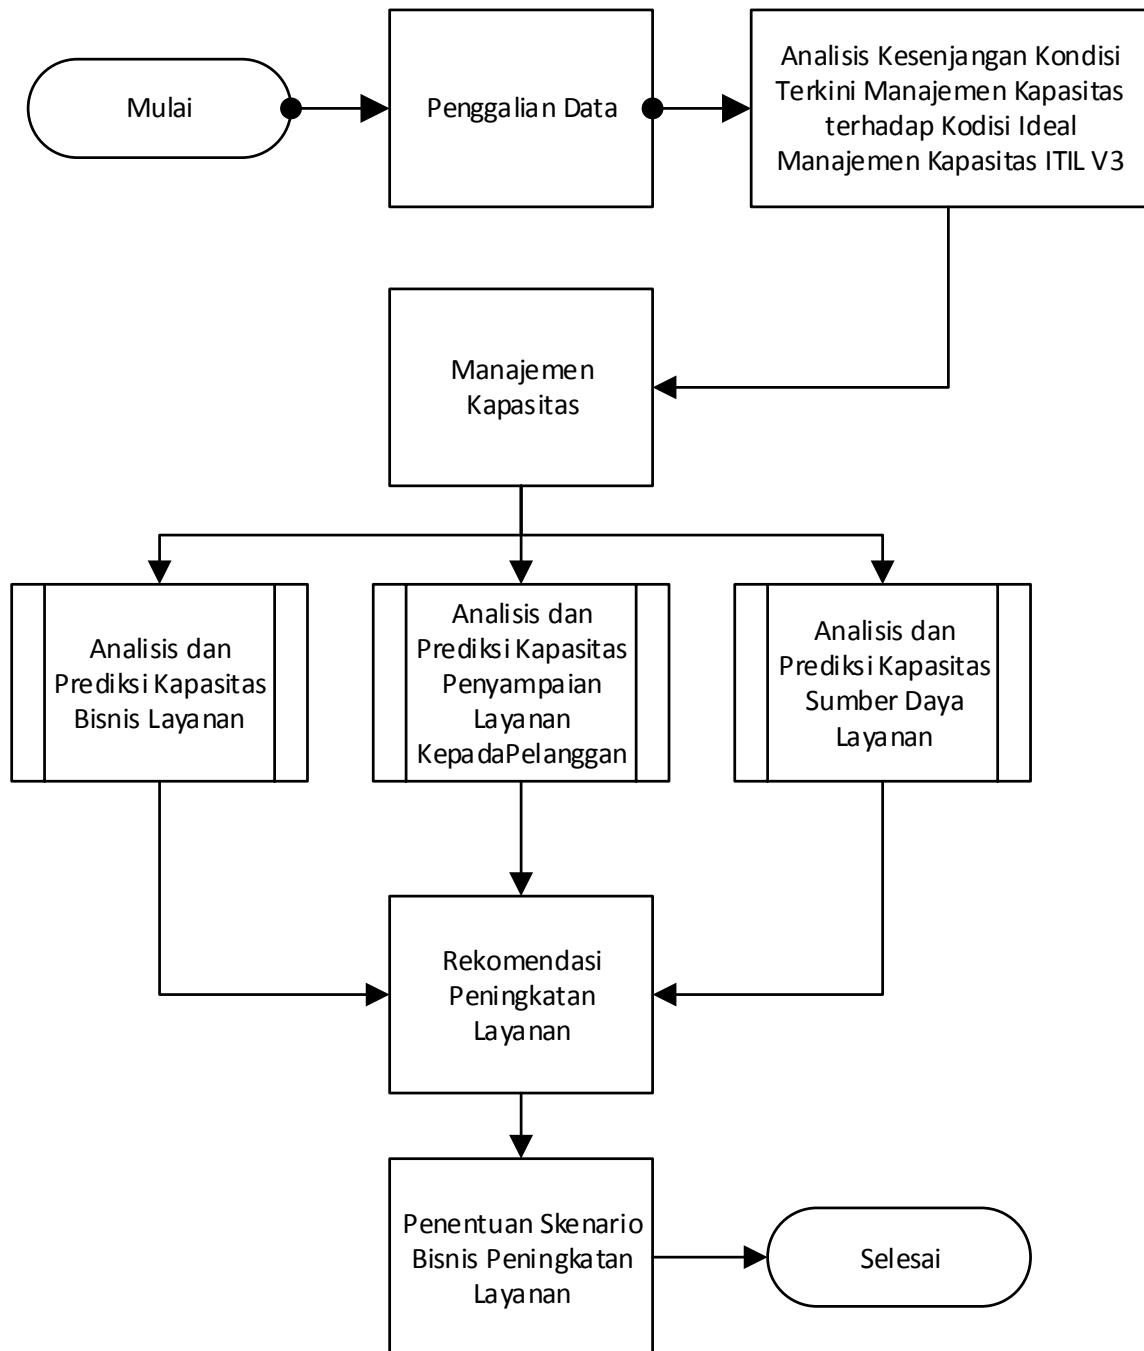 Mulai
Penggalian Data
Analisis Kesenjangan Kondisi
Terkini Manajemen Kapasitas
terhadap Kodisi Ideal
Manajemen Kapasitas ITIL V3
Manajemen
Kapasitas
Analisis dan
Prediksi Kapasitas
Bisnis Layanan
Analisis dan
Prediksi Kapasitas
Penyampaian
Layanan
KepadaPelanggan
Analisis dan
Prediksi Kapasitas
Sumber Daya
Layanan
Rekomendasi
Peningkatan
Layanan
Penentuan Skenario
Bisnis Peningkatan
Layanan
Selesai